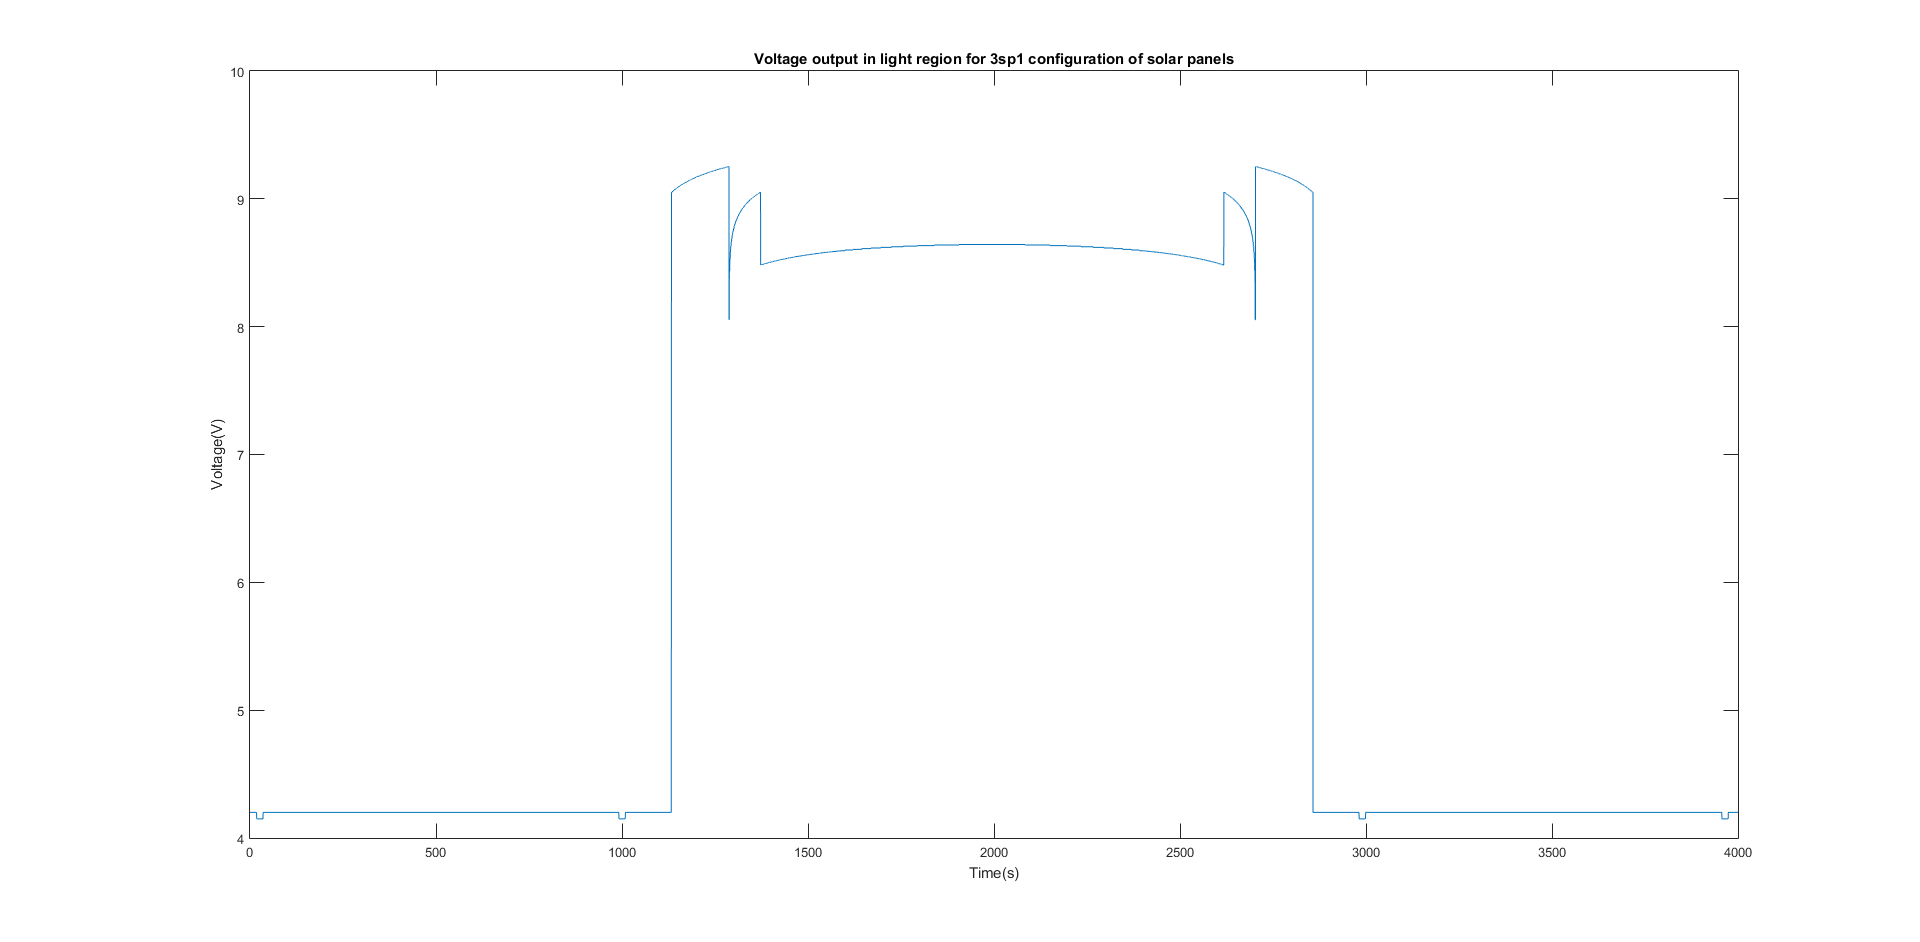 Voltage output in light region for 3sp1 configuration of solar panels
10
9
8
7
6
5
4
Voltage(V)
0 500 1000 1500 2000 2500 3000 3500 4000
Time(s)